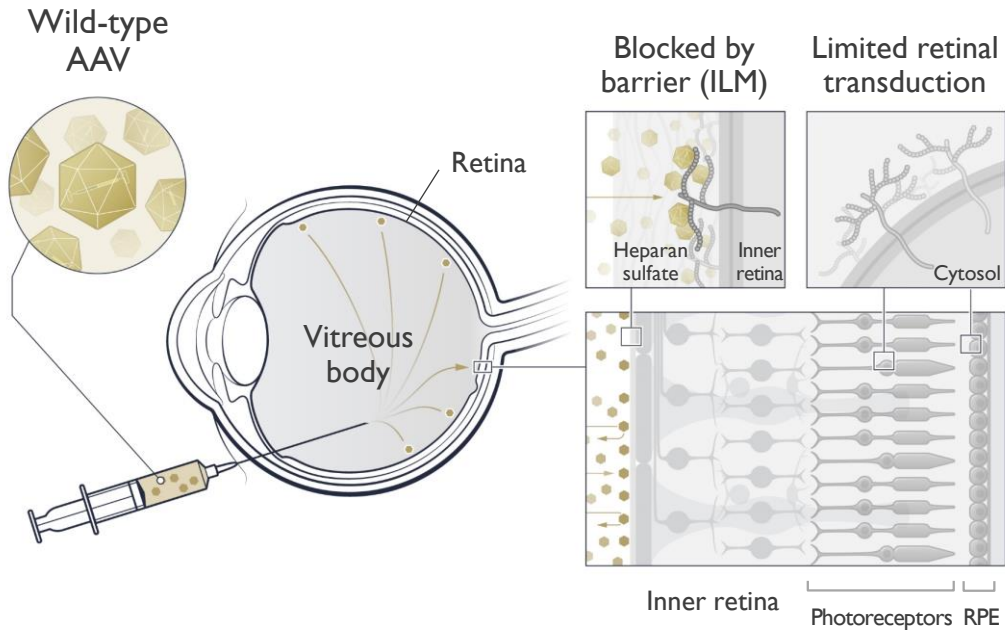 Wild-type
AAV
Blocked by
barrier (ILM)
Limited retinal
transduction
Retina
Heparan
sulfate
Inner
retina
Cytosol
Vitreous
body
Inner retina
Photoreceptors
RPE